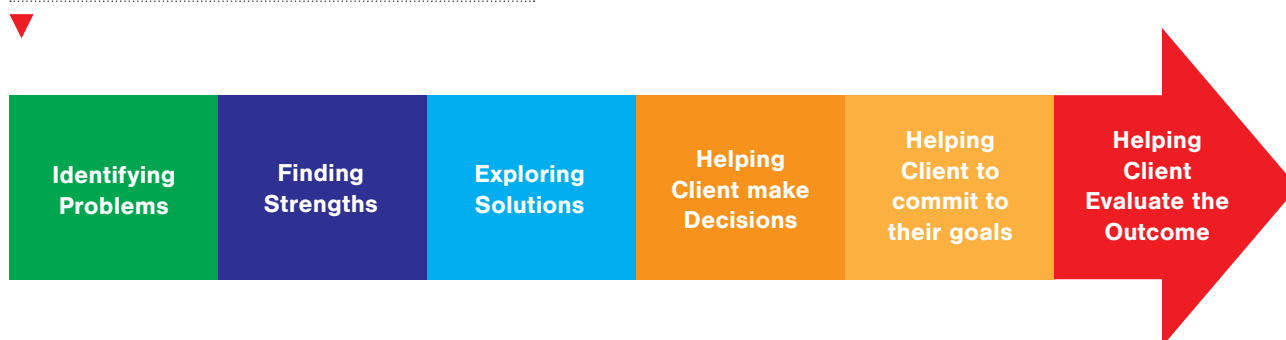 Identifying
Problems
Finding
Strengths
Exploring
Solutions
Helping
Client make
Decisions
Helping
Client to
commit to
their goals
Helping
Client
Evaluate the
Outcome